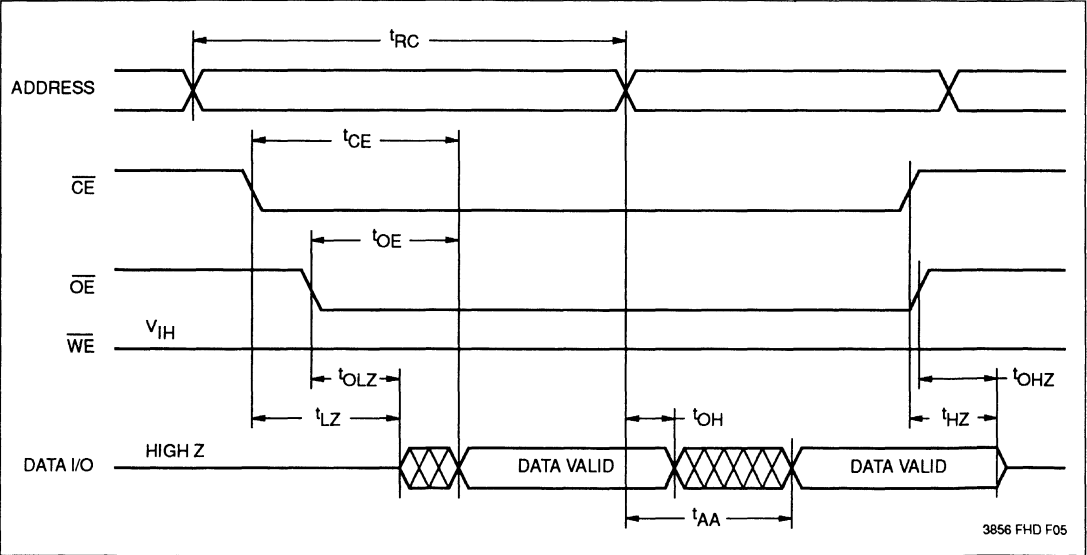 tRC
ADDRESS
tCE
CE
tOE
OE
VIH
WE
tOLZ
tOHZ
tLZ
tOH
tHZ
HIGH Z
DATA I/O
DATA VALID
DATA VALID
tAA
3856 FHD F05